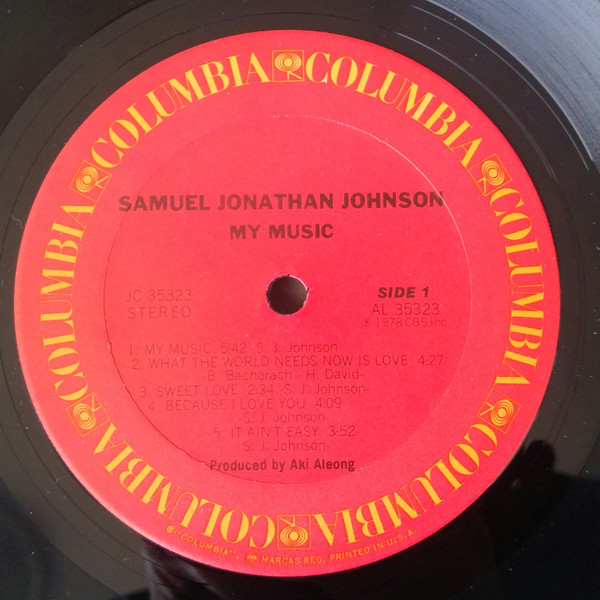 COLUMBIA COLUMBIA COLUMBIA COLUMBIA COLUMBIA COLUMBIA COLUMBIA
SAMUEL JONATHAN JOHNSON
MY MUSIC
JC 35323
STEREO
SIDE 1
AL 35323
℗ 1978 CBS Inc.
1. MY MUSIC 5:42 -S. J. Johnson-
2. WHAT THE WORLD NEEDS NOW IS LOVE 4:27
-B. Bacharach - H. David-
3. SWEET LOVE 2:34 -S. J. Johnson-
4. BECAUSE I LOVE YOU 4:09
-S. J. Johnson-
5. IT AIN'T EASY 3:52
-S. J. Johnson-
Produced by Aki Aleong
® "COLUMBIA", MARCAS REG. PRINTED IN U.S.A.